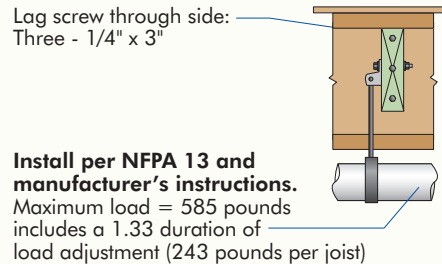 Lag screw through side:
Three - 1/4" x 3"
Install per NFPA 13 and
manufacturer's instructions.
Maximum load = 585 pounds
includes a 1.33 duration of
load adjustment (243 pounds per joist)